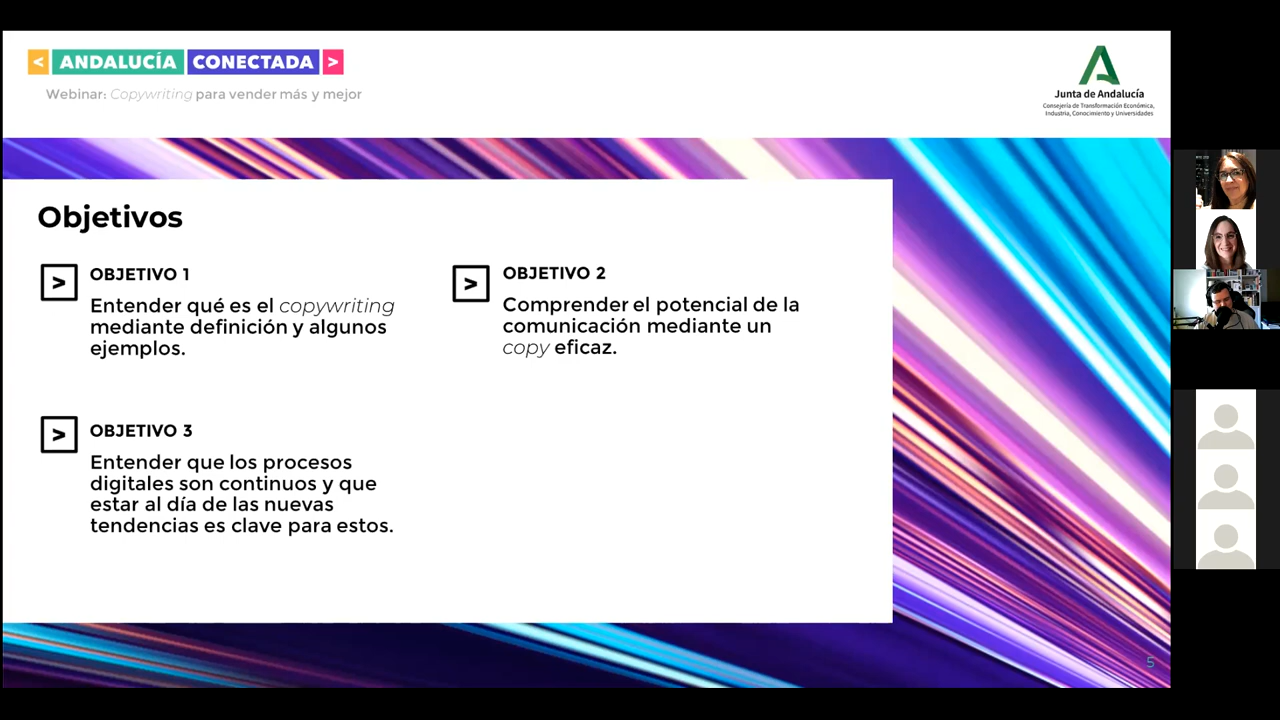 < ANDALUCÍA CONECTADA >
Webinar: Copywriting para vender más y mejor
Junta de Andalucía
Consejería de Transformación Económica,
Industria, Conocimiento y Universidades
Objetivos
> OBJETIVO 1
Entender qué es el copywriting
mediante definición y algunos
ejemplos.
> OBJETIVO 2
Comprender el potencial de la
comunicación mediante un
copy eficaz.
> OBJETIVO 3
Entender que los procesos
digitales son continuos y que
estar al día de las nuevas
tendencias es clave para estos.
5